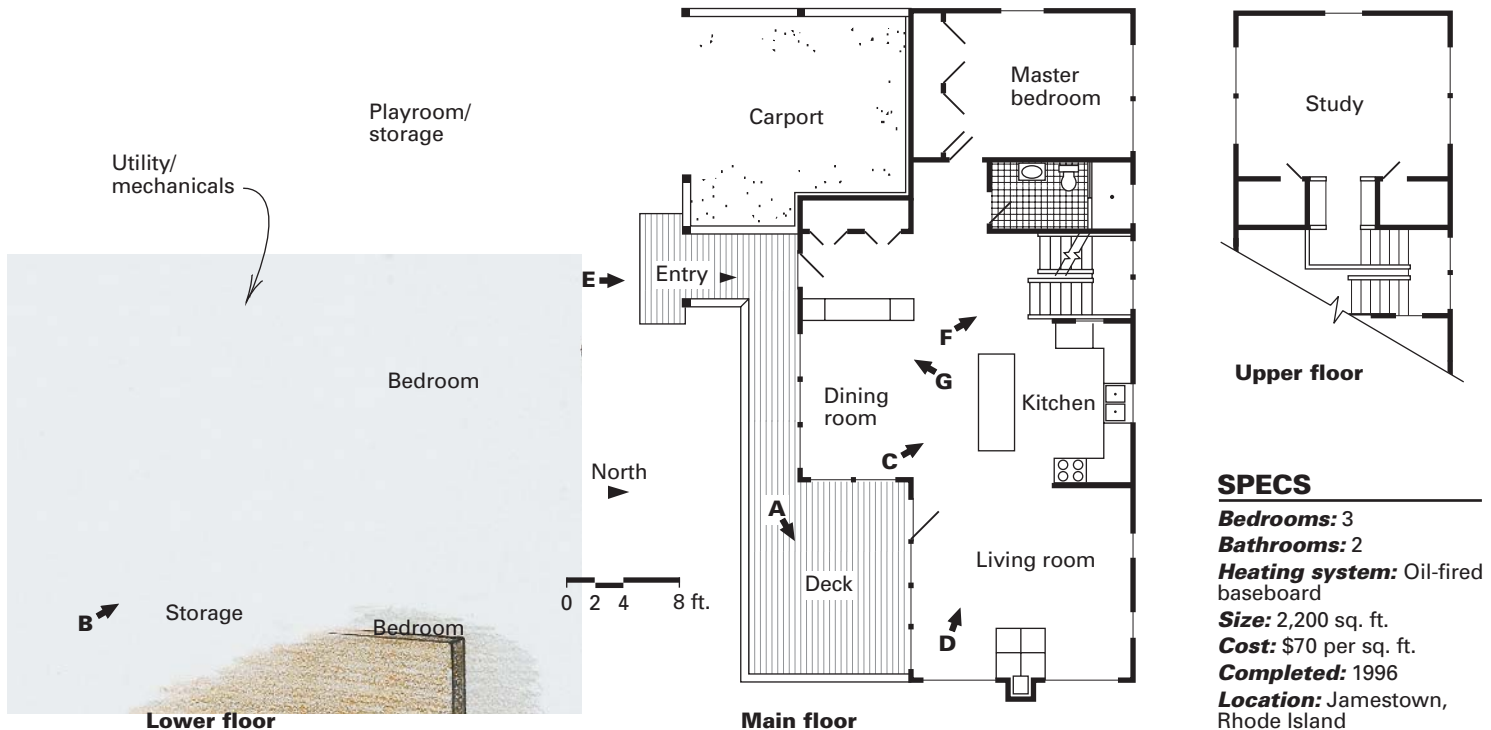 Playroom/
storage
Utility/
mechanicals
Bedroom
B
Storage
Bedroom
Lower floor
North
0 2 4 8 ft.
Carport
Master
bedroom
E
Entry
F
G
Dining
room
Kitchen
C
A
Deck
Living room
D
Main floor
Study
Upper floor
SPECS
Bedrooms: 3
Bathrooms: 2
Heating system: Oil-fired
baseboard
Size: 2,200 sq. ft.
Cost: $70 per sq. ft.
Completed: 1996
Location: Jamestown,
Rhode Island